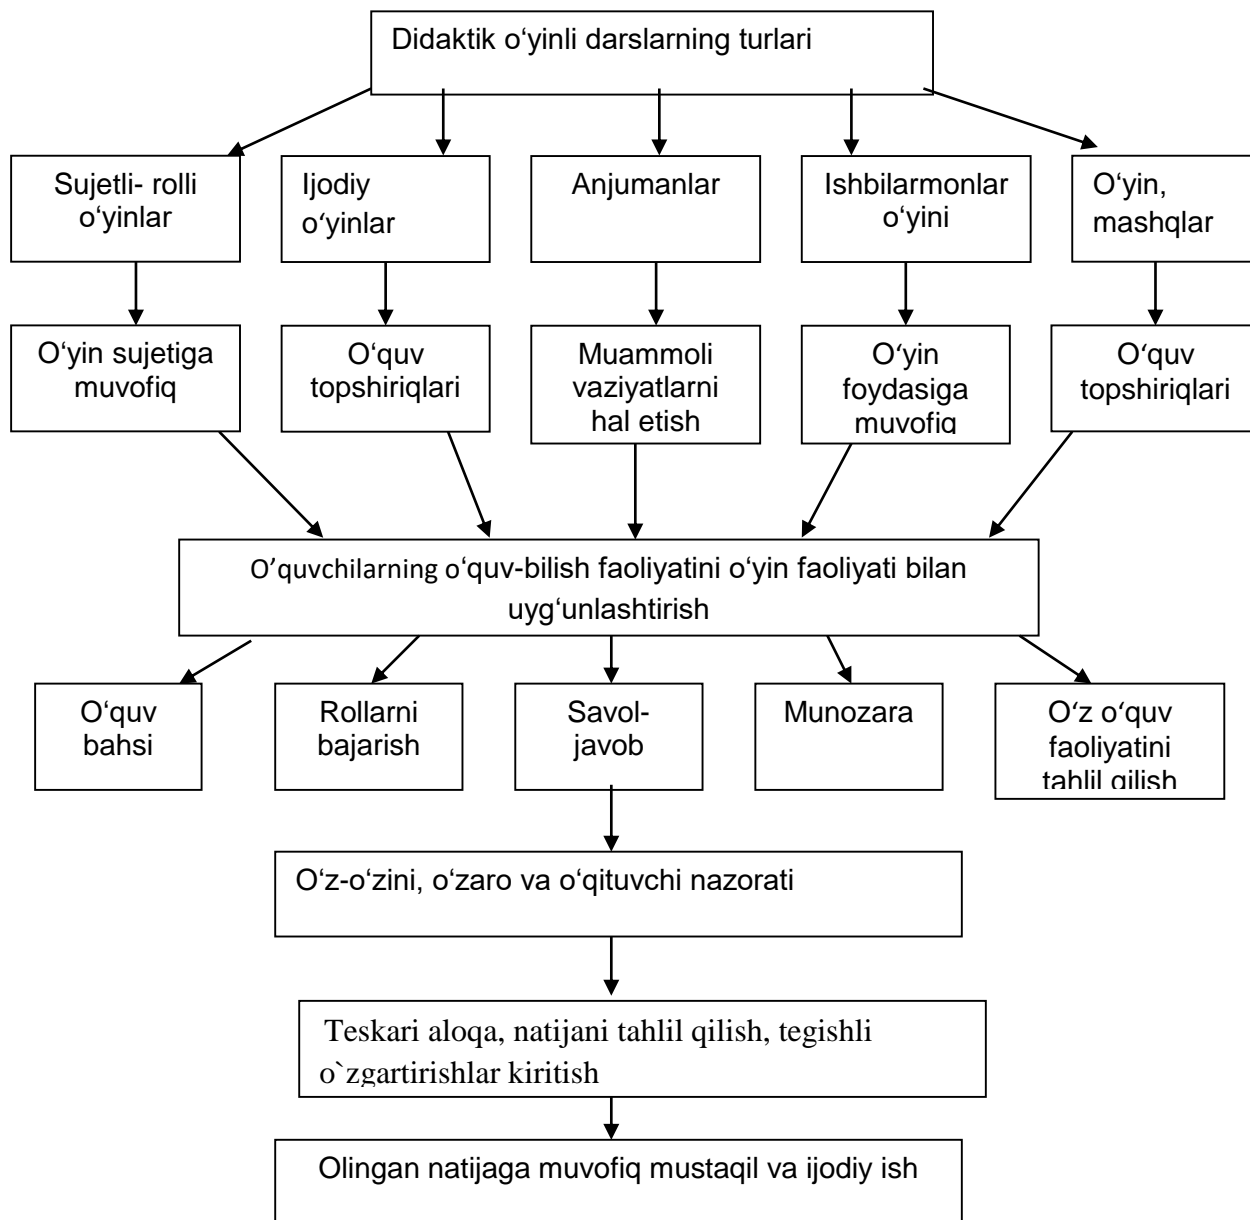 Didaktik o‘yinli darslarning turlari
Sujetli- rolli
o‘yinlar
Ijodiy
o‘yinlar
Anjumanlar
Ishbilarmonlar
o‘yini
O‘yin,
mashqlar
O‘yin sujetiga
muvofiq
O‘quv
topshiriqlari
Muammoli
vaziyatlarni
hal etish
O‘yin
foydasiga
muvofiq
O‘quv
topshiriqlari
O’quvchilarning o‘quv-bilish faoliyatini o‘yin faoliyati bilan
uyg‘unlashtirish
O‘quv
bahsi
Rollarni
bajarish
Savol-
javob
Munozara
O‘z o‘quv
faoliyatini
tahlil qilish
O‘z-o‘zini, o‘zaro va o‘qituvchi nazorati
Teskari aloqa, natijani tahlil qilish, tegishli
o`zgartirishlar kiritish
Olingan natijaga muvofiq mustaqil va ijodiy ish